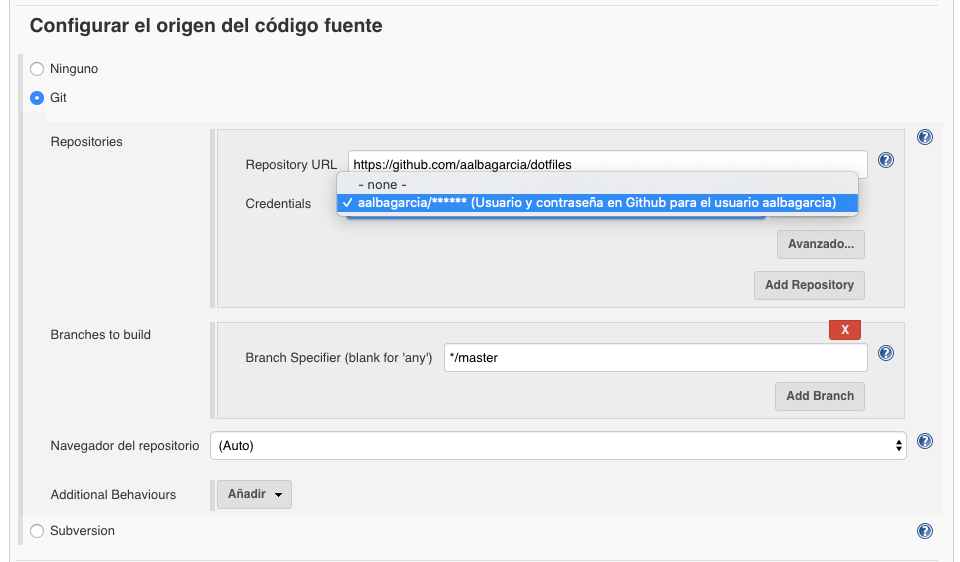 Configurar el origen del código fuente
Ninguno
Git
Repositories
Repository URL https://github.com/aalbagarcia/dotfiles
- none -
Credentials
✓ aalbagarcia/****** (Usuario y contraseña en Github para el usuario aalbagarcia)
Avanzado...
Add Repository
Branches to build
X
Branch Specifier (blank for 'any') */master
Add Branch
Navegador del repositorio (Auto)
Additional Behaviours Añadir
Subversion